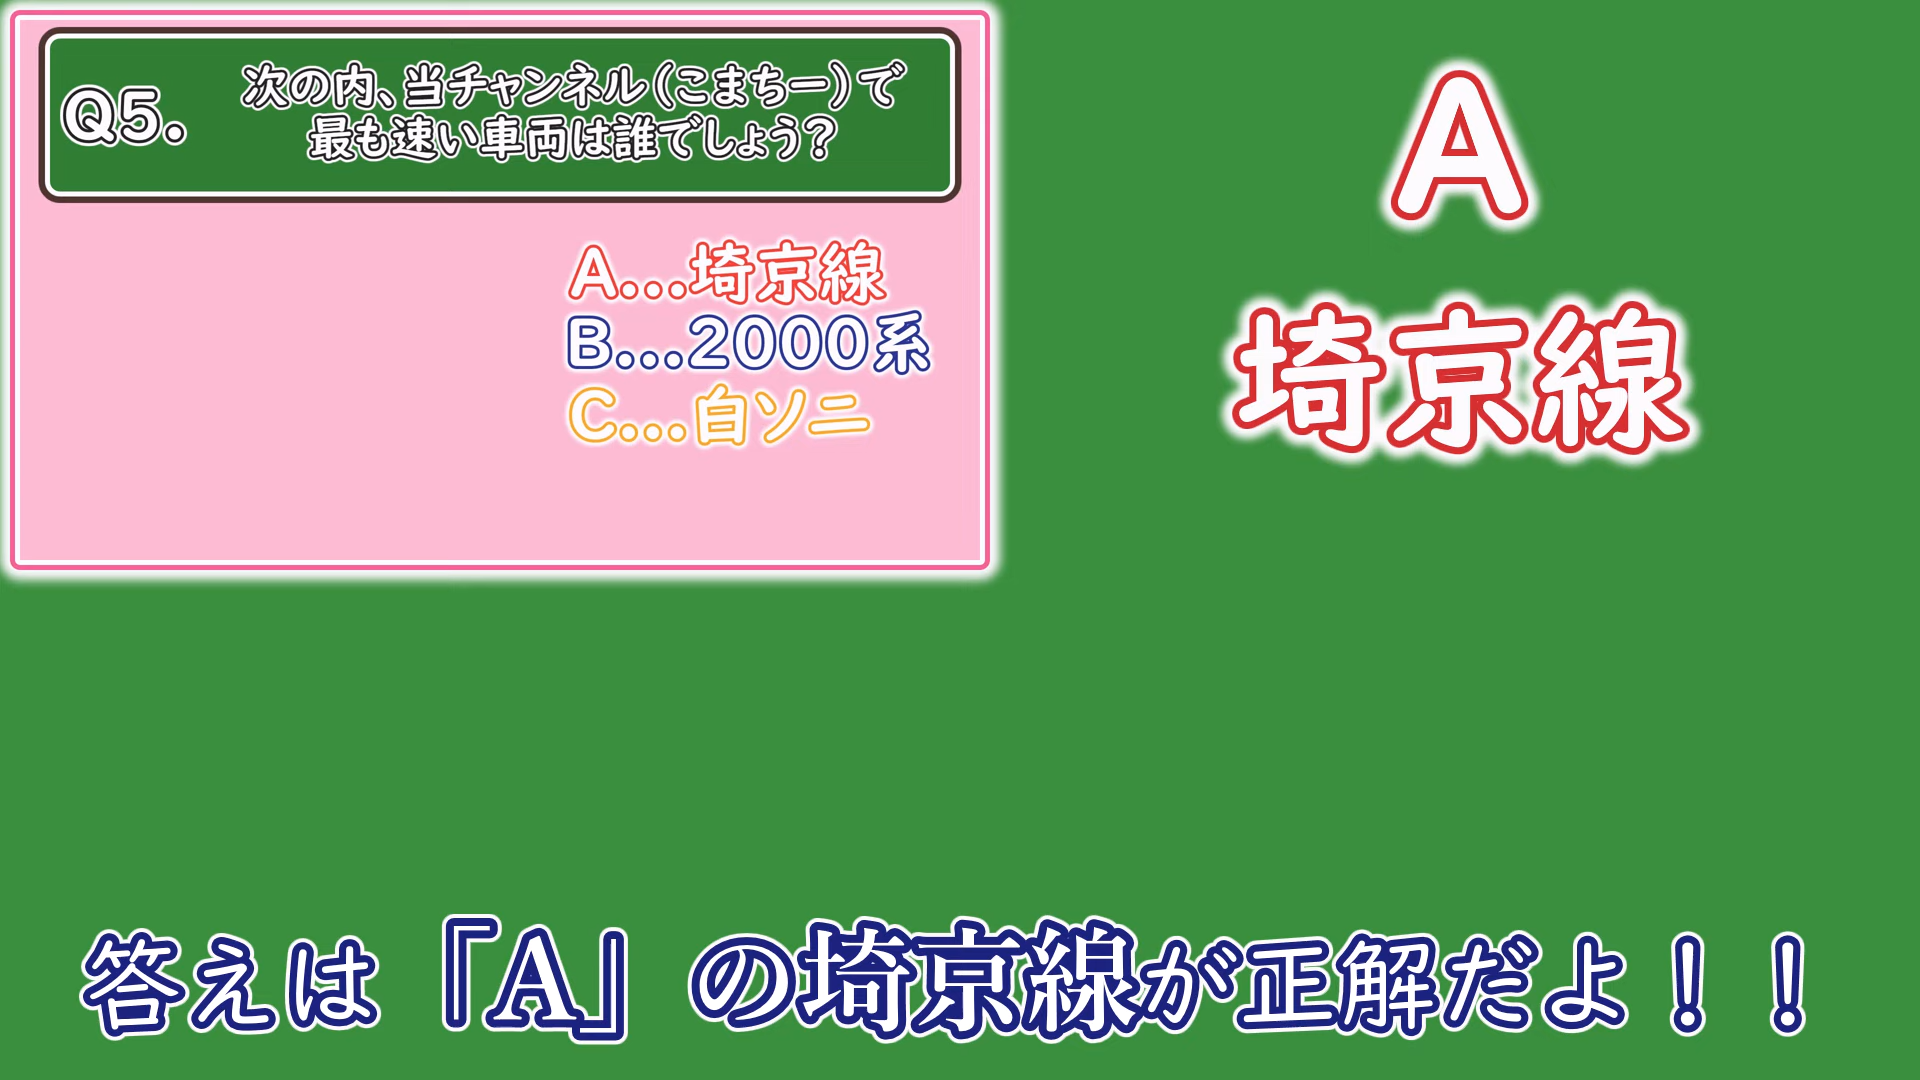 Q5.
次の内、当チャンネル（こまちー）で
最も速い車両は誰でしょう？
A…埼京線
B…2000系
C…白ソニ
A
埼京線
答えは「A」の埼京線が正解だよ！！